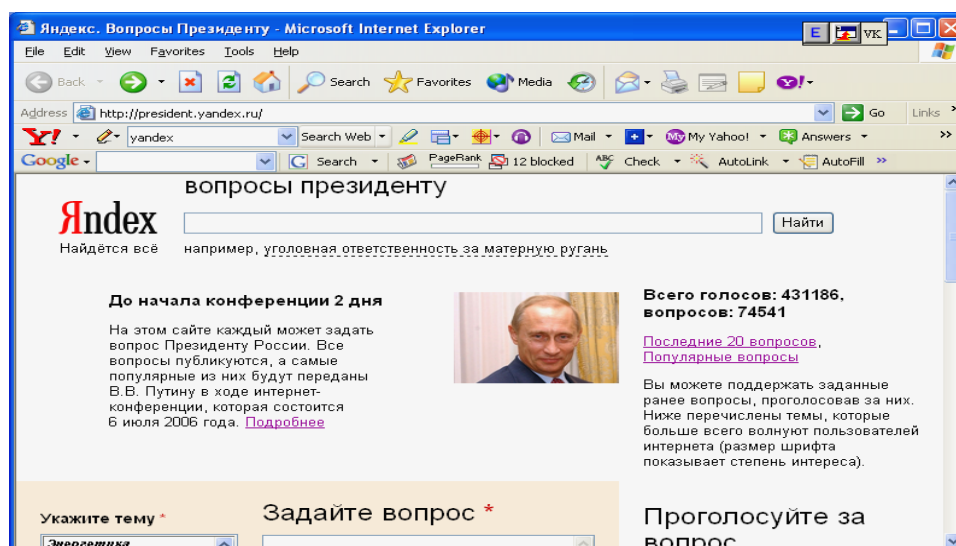 Яндекс. Вопросы Президенту - Microsoft Internet Explorer
E VK
File Edit View Favorites Tools Help
Back Search Favorites Media
Address http://president.yandex.ru/ Go Links »
Y! yandex Search Web Mail My Yahoo! Answers »
Google Search PageRank 12 blocked ABC Check AutoLink AutoFill »
вопросы президенту
Яndex
Найти
Найдётся всё
например, уголовная ответственность за матерную ругань
До начала конференции 2 дня
На этом сайте каждый может задать
вопрос Президенту России. Все
вопросы публикуются, а самые
популярные из них будут переданы
В.В. Путину в ходе интернет-
конференции, которая состоится
6 июля 2006 года. Подробнее
Всего голосов: 431186,
вопросов: 74541
Последние 20 вопросов,
Популярные вопросы
Вы можете поддержать заданные
ранее вопросы, проголосовав за них.
Ниже перечислены темы, которые
больше всего волнуют пользователей
интернета (размер шрифта
показывает степень интереса).
Укажите тему *
Энергетика
Задайте вопрос *
Проголосуйте за
вопрос